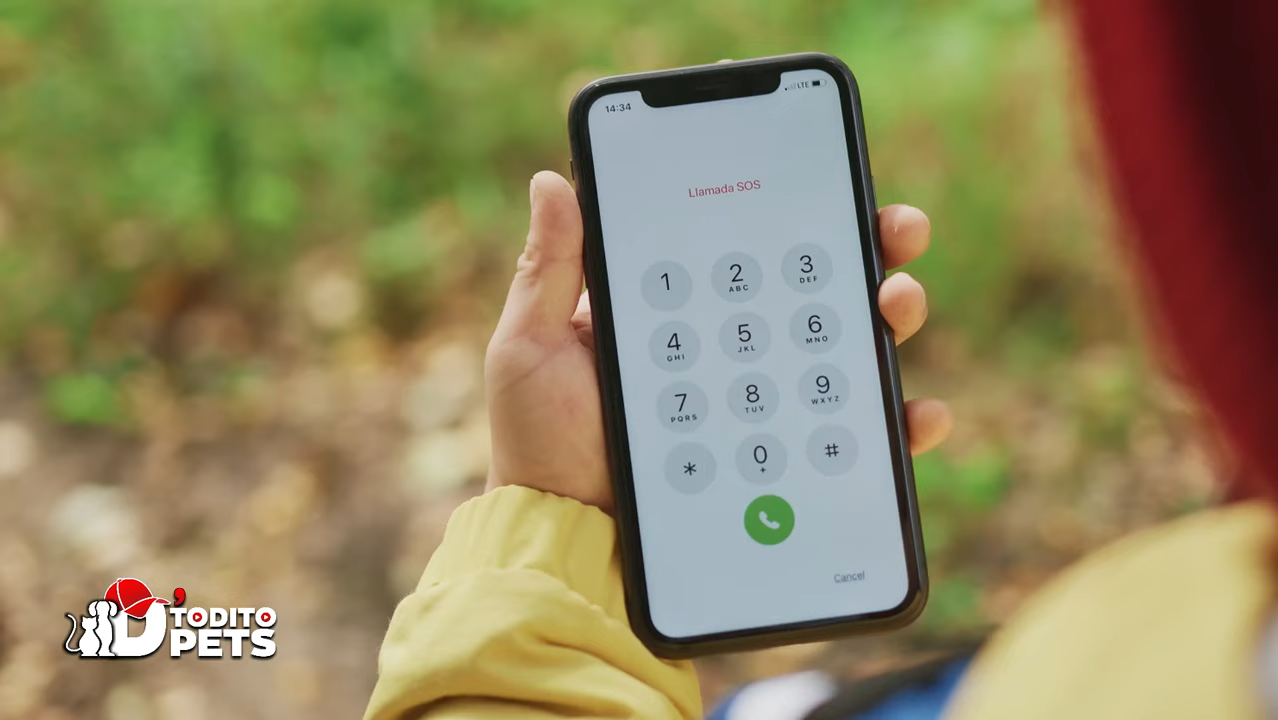 14:34
LTE
Llamada SOS
1
2
ABC
3
DEF
4
GHI
5
JKL
6
MNO
7
PQRS
8
TUV
9
WXYZ
*
0
+
#
Cancel
D'TODITO
PETS